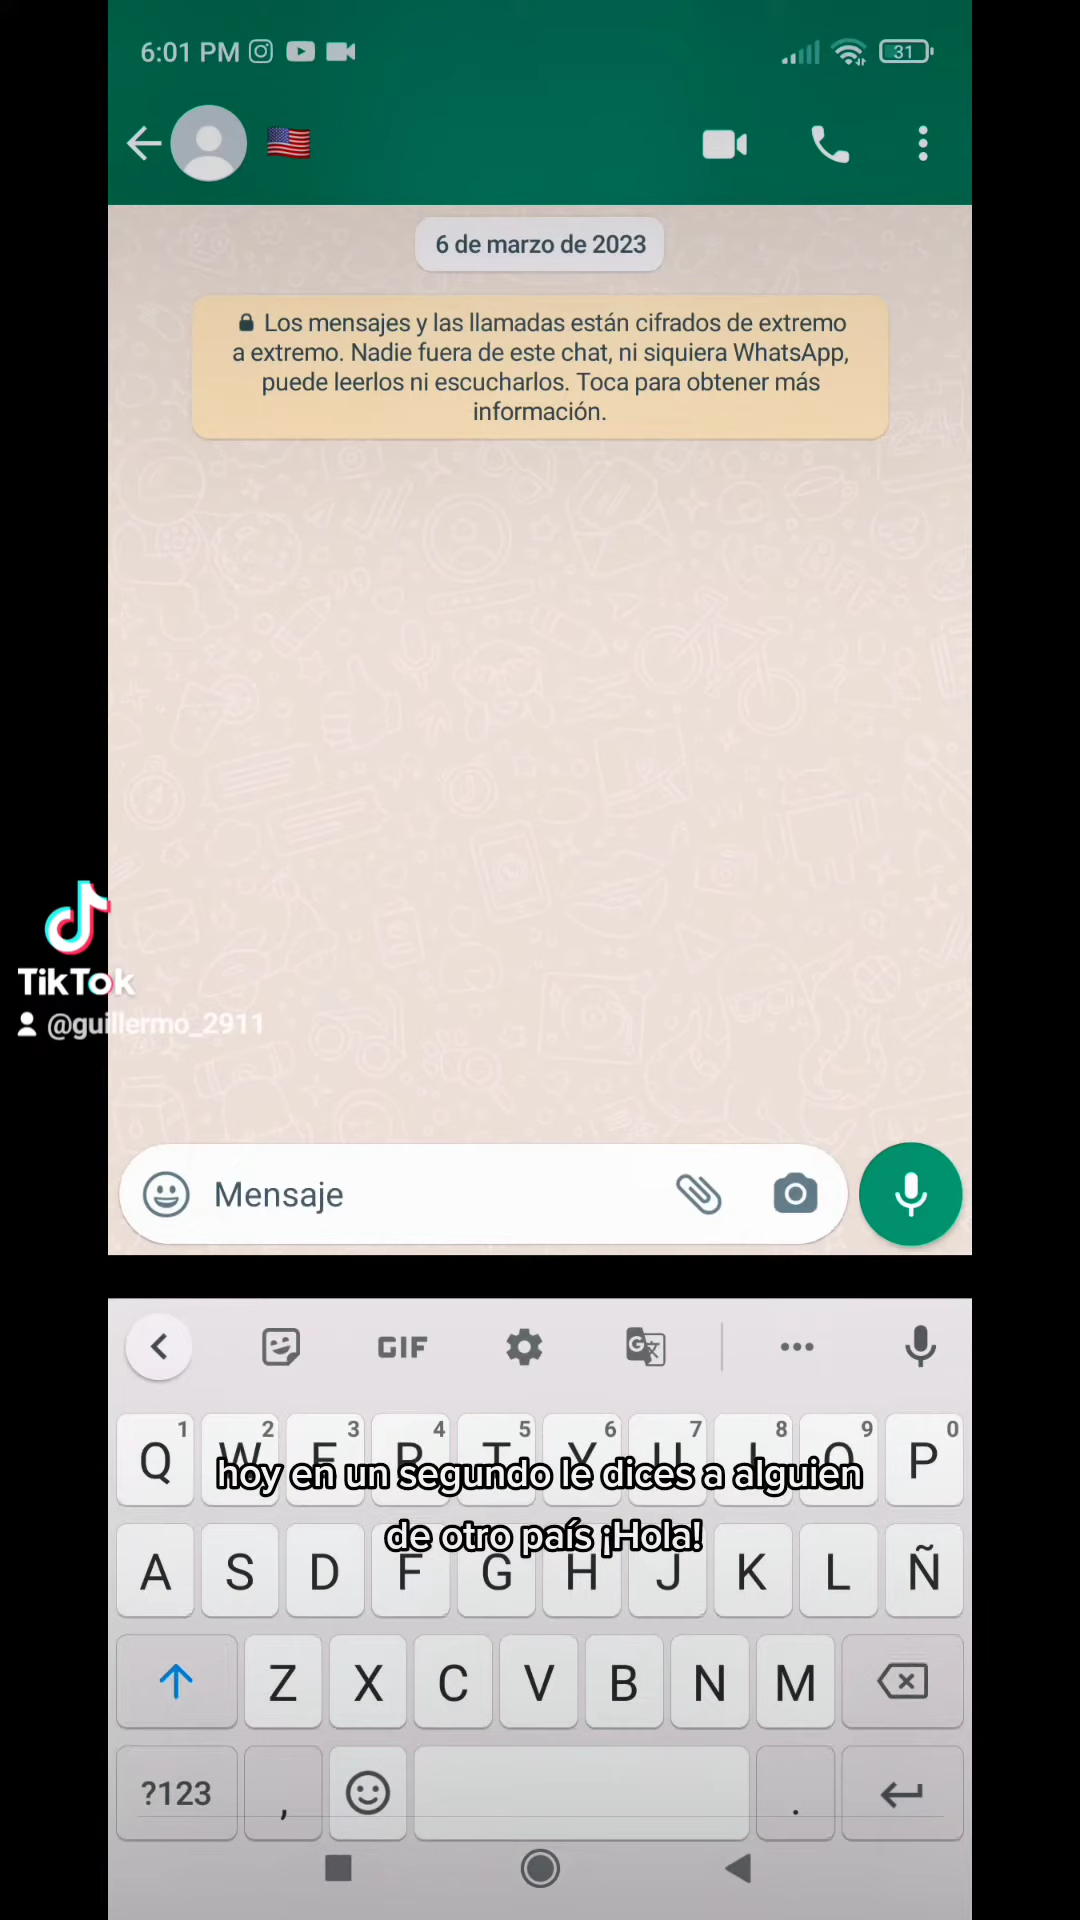 6:01 PM
31
6 de marzo de 2023
Los mensajes y las llamadas están cifrados de extremo
a extremo. Nadie fuera de este chat, ni siquiera WhatsApp,
puede leerlos ni escucharlos. Toca para obtener más
información.
TikTok
@guillermo_2911
Mensaje
GIF
G
1 2 3 4 5 6 7 8 9 0
Q W E R T Y U I O P
hoy en un segundo le dices a alguien
de otro país ¡Hola!
A S D F G H J K L Ñ
Z X C V B N M
?123 , .